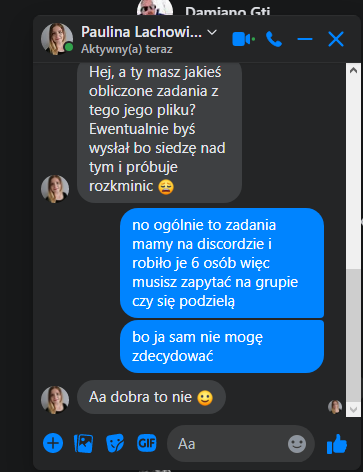 Damiano Gti
Paulina Lachowi...
Aktywny(a) teraz
Hej, a ty masz jakieś
obliczone zadania z
tego jego pliku?
Ewentualnie byś
wysłał bo siedzę nad
tym i próbuje
rozkminic 😩
no ogólnie to zadania
mamy na discordzie i
robiło je 6 osób więc
musisz zapytać na grupie
czy się podzielą
bo ja sam nie mogę
zdecydować
Aa dobra to nie 🙂
GIF
Aa